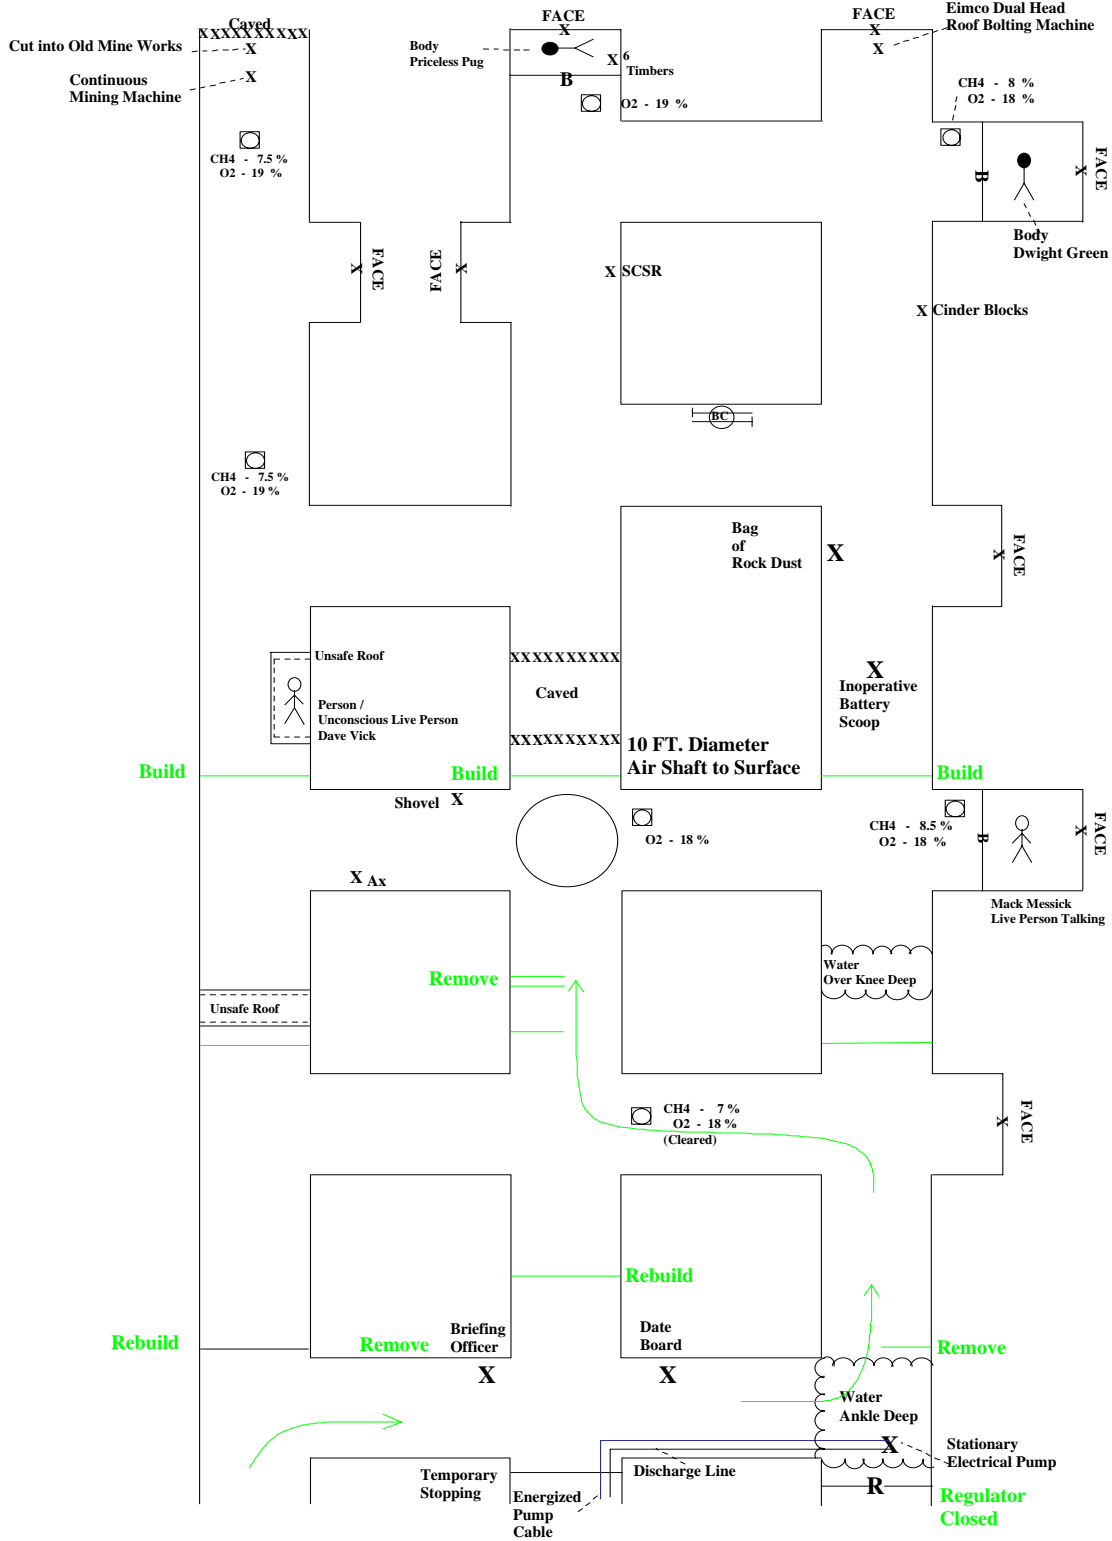 Caved
XXXXXXXXXX
Cut into Old Mine Works
X
Continuous
Mining Machine
X
FACE
X
Body
Priceless Pug
X 6
Timbers
B
O2 - 19 %
FACE
X
X
Eimco Dual Head
Roof Bolting Machine
CH4 - 8 %
O2 - 18 %
CH4 - 7.5 %
O2 - 19 %
B
X
FACE
Body
Dwight Green
X
FACE
FACE
X
X SCSR
X Cinder Blocks
BC
CH4 - 7.5 %
O2 - 19 %
Bag
of
Rock Dust
X
X
FACE
Unsafe Roof
Person /
Unconscious Live Person
Dave Vick
XXXXXXXXXX
Caved
XXXXXXXXX
X
Inoperative
Battery
Scoop
10 FT. Diameter
Air Shaft to Surface
Build
Build
Build
Shovel X
O2 - 18 %
CH4 - 8.5 %
O2 - 18 %
B
X
FACE
X Ax
Mack Messick
Live Person Talking
Remove
Water
Over Knee Deep
Unsafe Roof
CH4 - 7 %
O2 - 18 %
(Cleared)
X
FACE
Rebuild
Rebuild
Remove
Briefing
Officer
X
Date
Board
X
Remove
Water
Ankle Deep
X
Stationary
Electrical Pump
Temporary
Stopping
Discharge Line
Energized
Pump
Cable
R
Regulator
Closed